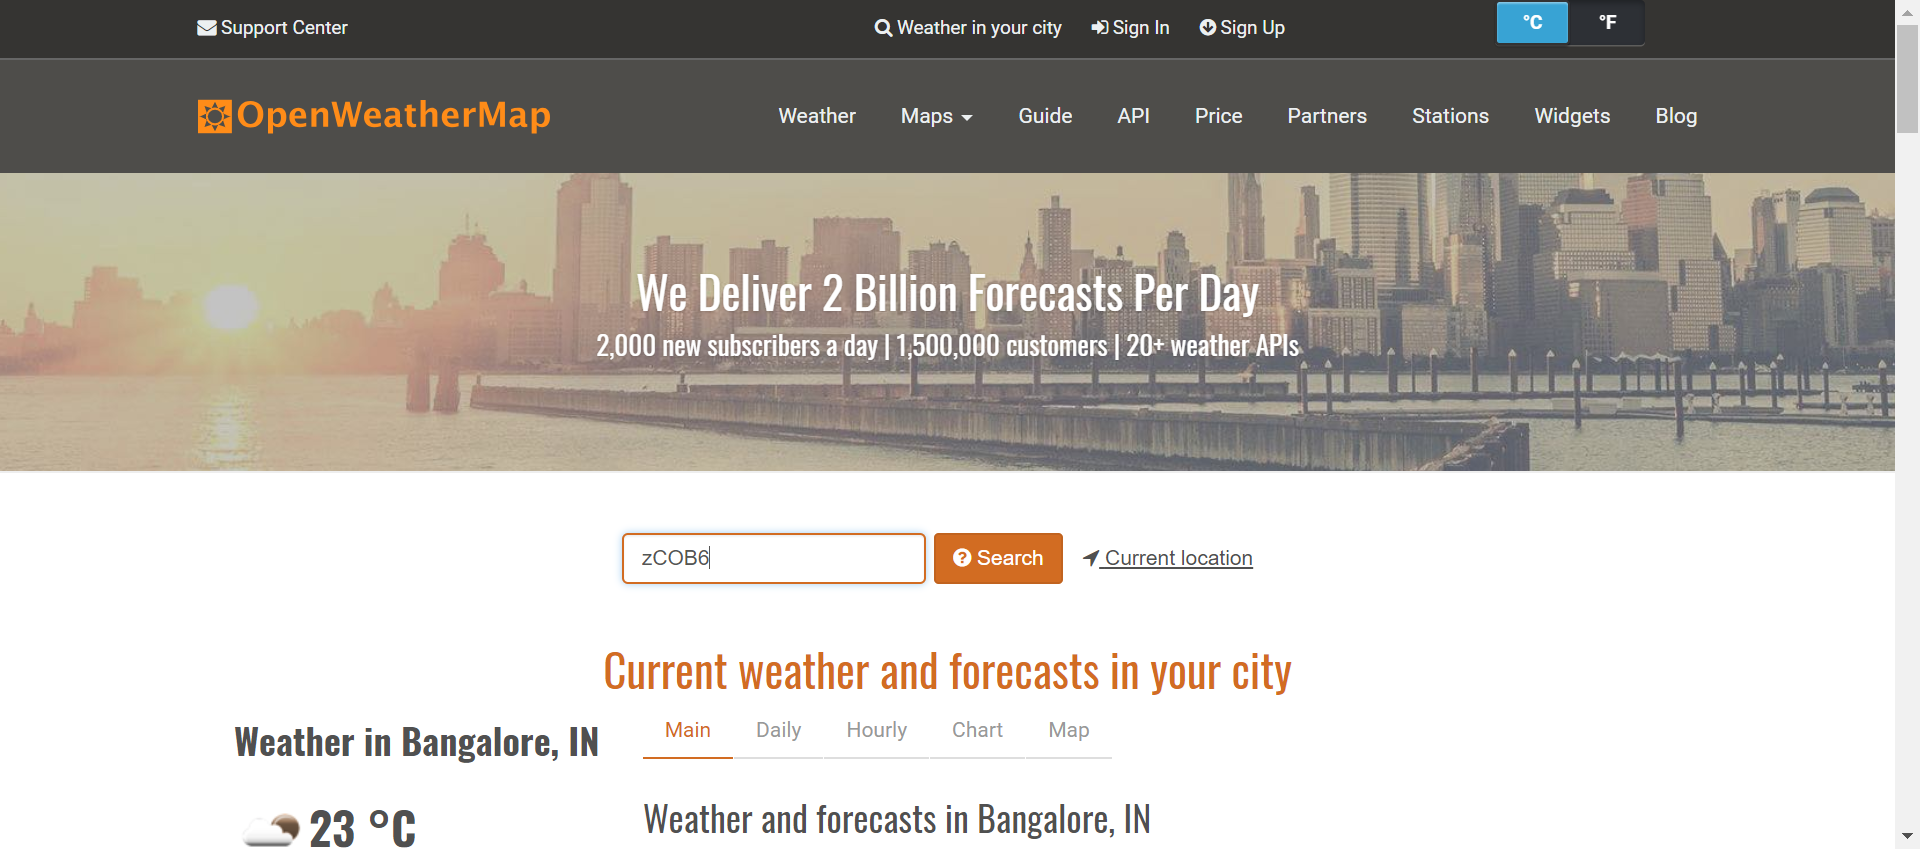 Support Center
Weather in your city
Sign In
Sign Up
°C
°F
OpenWeatherMap
Weather
Maps
Guide
API
Price
Partners
Stations
Widgets
Blog
We Deliver 2 Billion Forecasts Per Day
2,000 new subscribers a day | 1,500,000 customers | 20+ weather APIs
zCOB6
Search
Current location
Current weather and forecasts in your city
Weather in Bangalore, IN
Main
Daily
Hourly
Chart
Map
23 °C
Weather and forecasts in Bangalore, IN